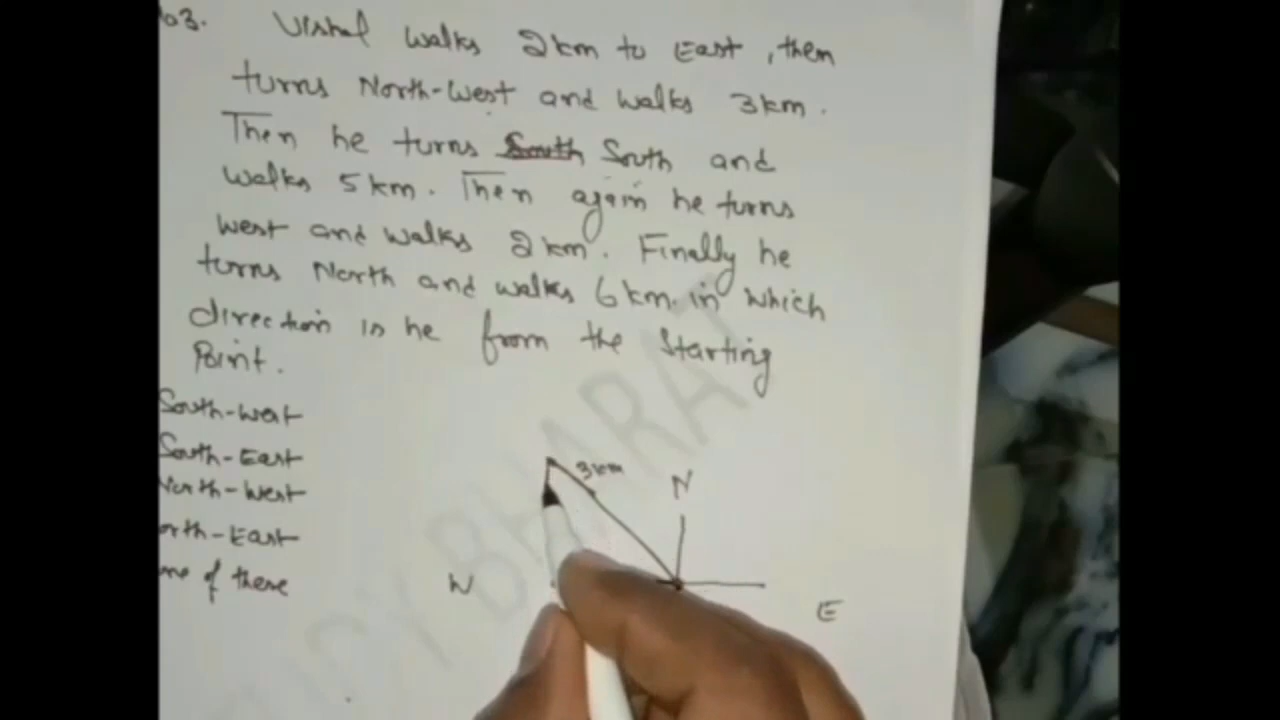 03. Vishal walks 2km to East, then
turns North-West and walks 3km.
Then he turns South South and
walks 5km. Then again he turns
west and walks 2km. Finally he
turns North and walks 6km. in which
direction is he from the starting
Point.
South-west
South-East
North-west
orth-East
me of these
3km
N
W
E
BHARAT